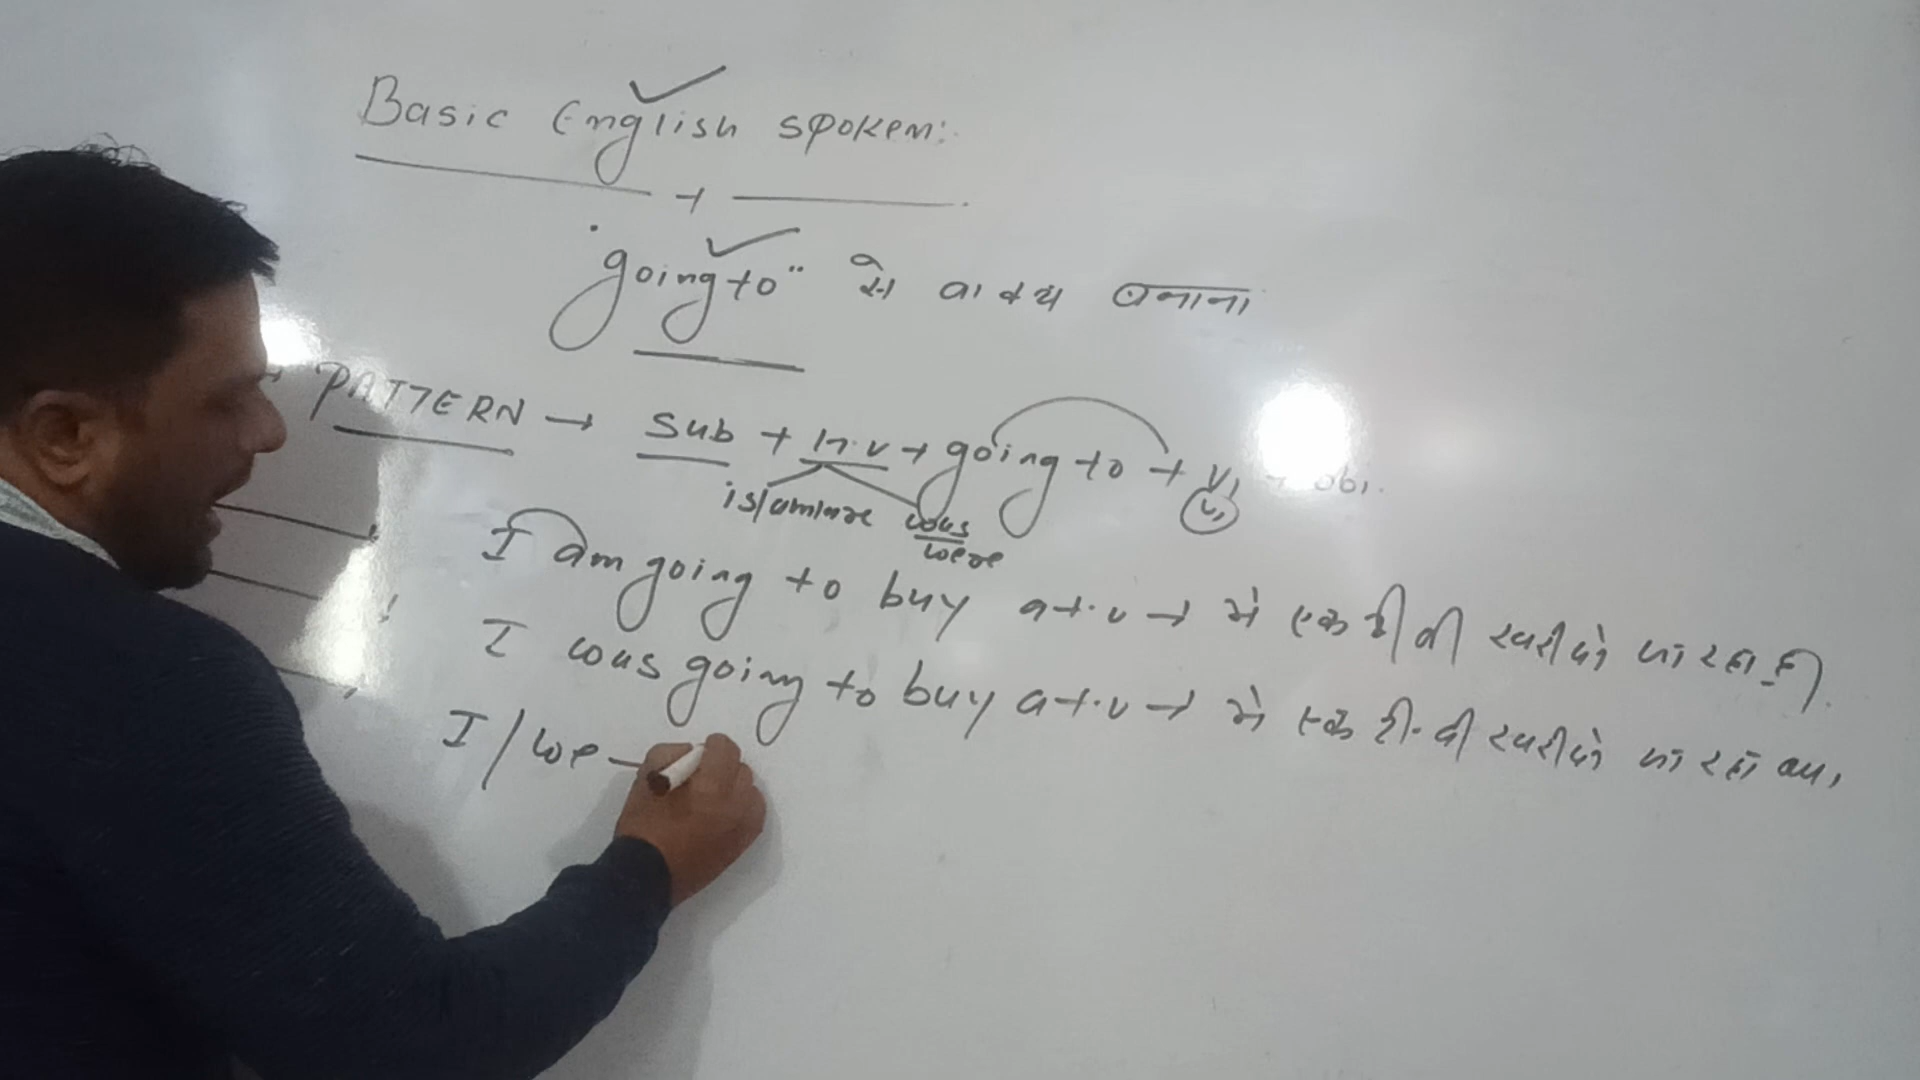 Basic English spoken:
"going to" से वाक्य बनाना
PATTERN → Sub + h.v + going to + V1 + obj.
is/am/are was V1
were
I am going to buy a t.v → मैं एक टी वी खरीदने जा रहा हूँ
I was going to buy a t.v → मैं एक टी.वी खरीदने जा रहा था,
I/we